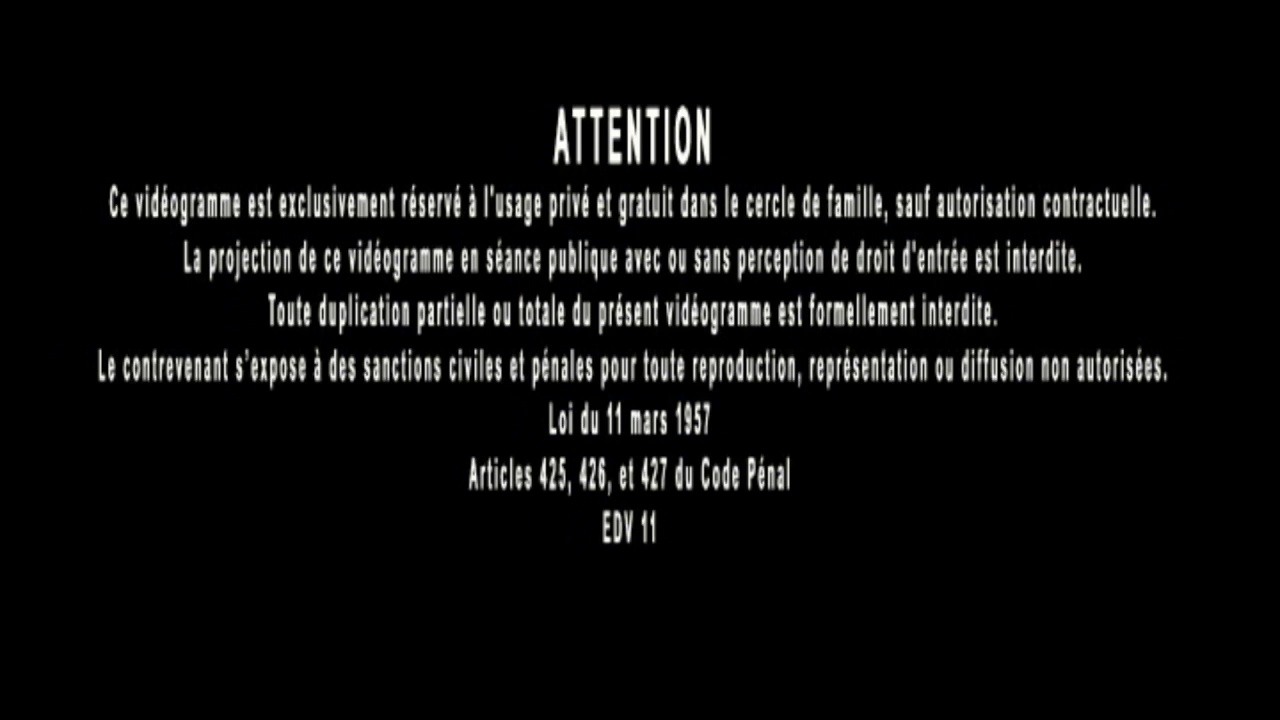 ATTENTION
Ce vidéogramme est exclusivement réservé à l'usage privé et gratuit dans le cercle de famille, sauf autorisation contractuelle.
La projection de ce vidéogramme en séance publique avec ou sans perception de droit d'entrée est interdite.
Toute duplication partielle ou totale du présent vidéogramme est formellement interdite.
Le contrevenant s'expose à des sanctions civiles et pénales pour toute reproduction, représentation ou diffusion non autorisées.
Loi du 11 mars 1957
Articles 425, 426, et 427 du Code Pénal
EDV 11